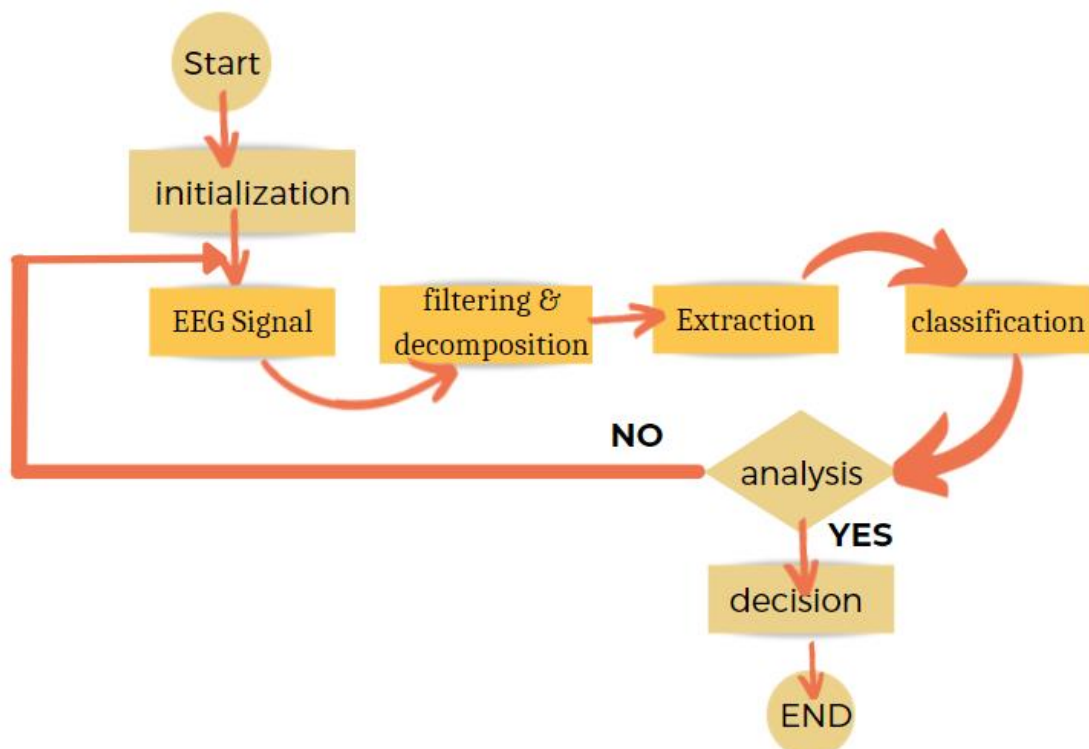 Start
initialization
EEG Signal
filtering &
decomposition
Extraction
classification
NO
analysis
YES
decision
END